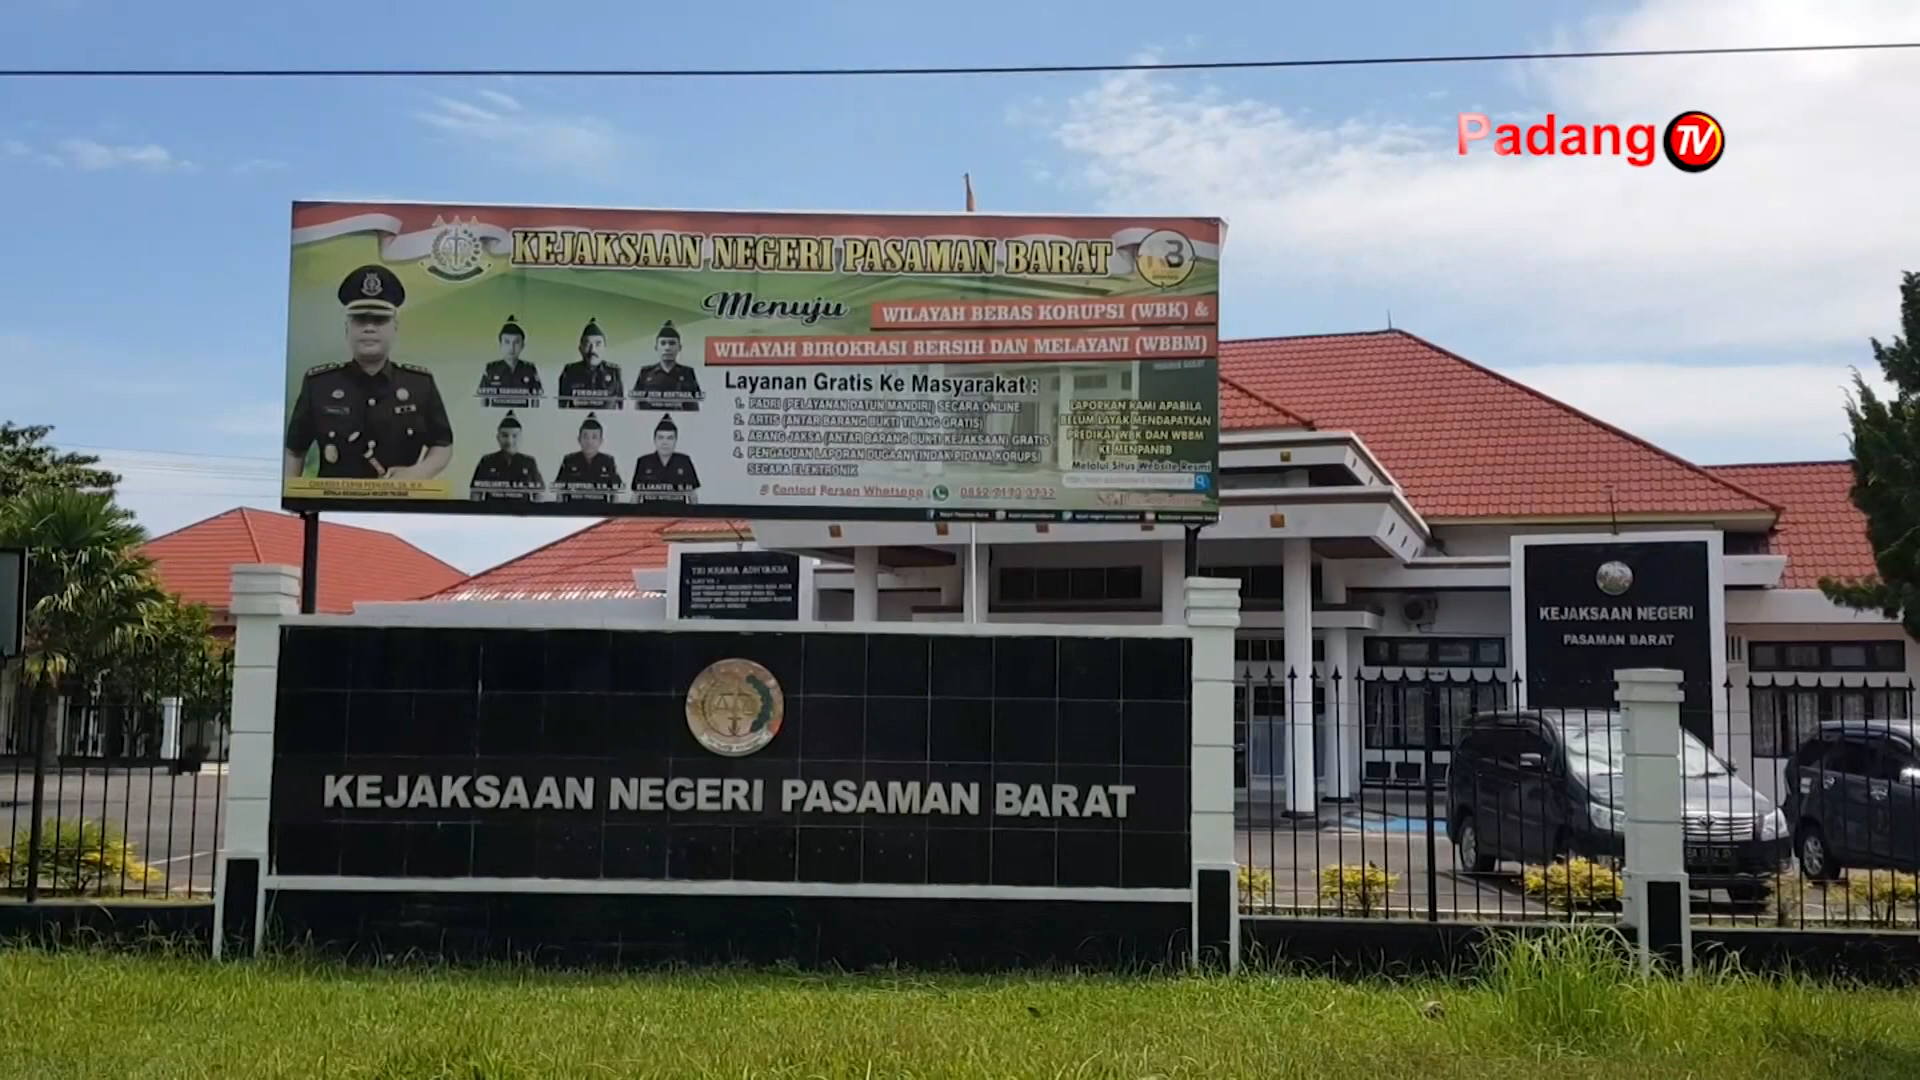 Padang TV
KEJAKSAAN NEGERI PASAMAN BARAT
Menuju
WILAYAH BEBAS KORUPSI (WBK) &
WILAYAH BIROKRASI BERSIH DAN MELAYANI (WBBM)
Layanan Gratis Ke Masyarakat :
1. PADRI (PELAYANAN DATUN MANDIRI) SECARA ONLINE
2. ARTIS (ANTAR BARANG BUKTI TILANG GRATIS)
3. ABANG JAKSA (ANTAR BARANG BUKTI KEJAKSAAN) GRATIS
4. PENGADUAN LAPORAN DUGAAN TINDAK PIDANA KORUPSI
SECARA ELEKTRONIK
LAPORKAN KAMI APABILA
BELUM LAYAK MENDAPATKAN
PREDIKAT WBK DAN WBBM
KE MENPANRB
Melalui Situs Website Resmi
# Contact Person Whatsapp :
TRI KRAMA ADHYAKSA
KEJAKSAAN NEGERI
PASAMAN BARAT
KEJAKSAAN NEGERI PASAMAN BARAT